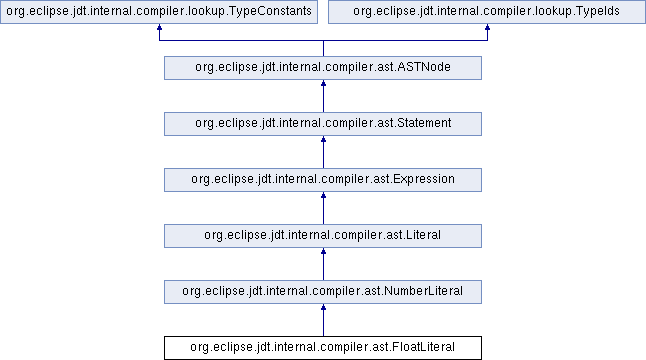 org.eclipse.jdt.internal.compiler.lookup.TypeConstants
org.eclipse.jdt.internal.compiler.lookup.TypeIds
org.eclipse.jdt.internal.compiler.ast.ASTNode
org.eclipse.jdt.internal.compiler.ast.Statement
org.eclipse.jdt.internal.compiler.ast.Expression
org.eclipse.jdt.internal.compiler.ast.Literal
org.eclipse.jdt.internal.compiler.ast.NumberLiteral
org.eclipse.jdt.internal.compiler.ast.FloatLiteral